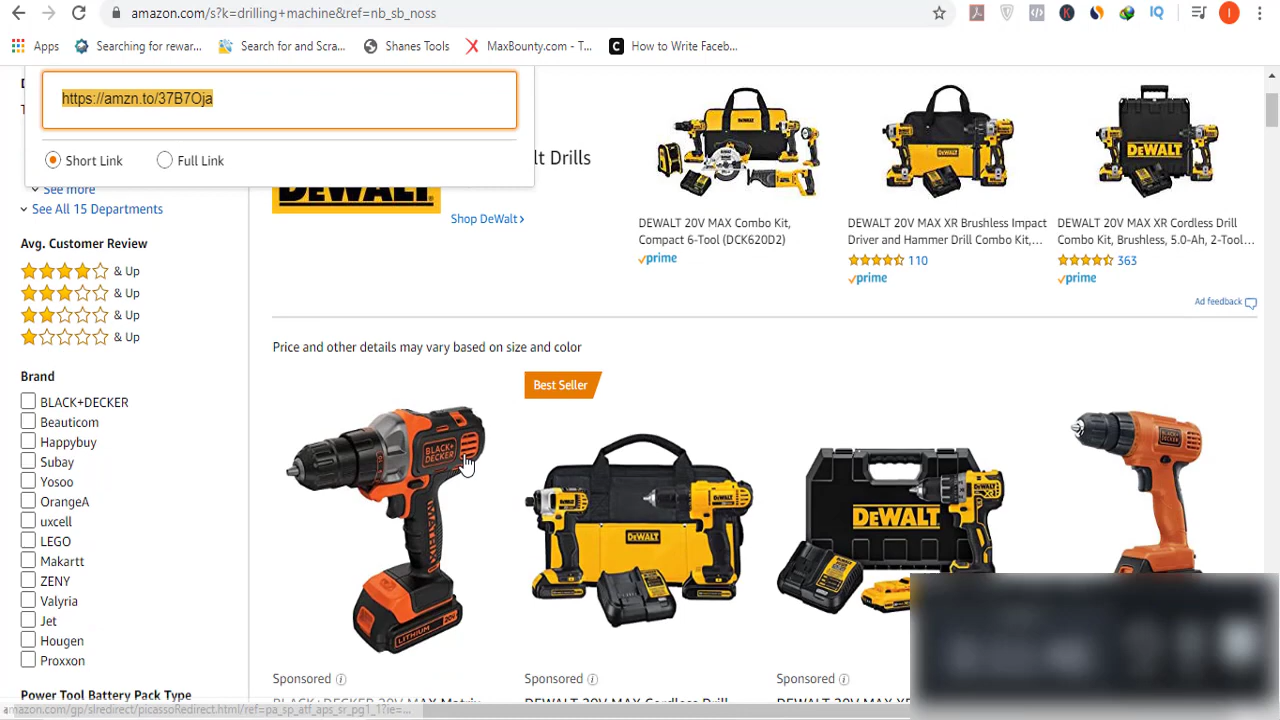 amazon.com/s?k=drilling+machine&ref=nb_sb_noss
Apps Searching for rewar... Search for and Scra... Shanes Tools MaxBounty.com - T... How to Write Faceb...
https://amzn.to/37B7Oja
Short Link Full Link
See more
See All 15 Departments
Avg. Customer Review
& Up
& Up
& Up
& Up
Brand
BLACK+DECKER
Beauticom
Happybuy
Subay
Yosoo
OrangeA
uxcell
LEGO
Makartt
ZENY
Valyria
Jet
Hougen
Proxxon
Power Tool Battery Pack Type
lt Drills
DEWALT
Shop DeWalt
DEWALT 20V MAX Combo Kit,
Compact 6-Tool (DCK620D2)
prime
DEWALT 20V MAX XR Brushless Impact
Driver and Hammer Drill Combo Kit,...
110
prime
DEWALT 20V MAX XR Cordless Drill
Combo Kit, Brushless, 5.0-Ah, 2-Tool...
363
prime
Ad feedback
Price and other details may vary based on size and color
Best Seller
BLACK+
DECKER
LITHIUM 20V
DEWALT
DEWALT
Sponsored
Sponsored
Sponsored
BLACK+DECKER 20V MAX Matrix
DEWALT 20V MAX Cordless Drill
DEWALT 20V MAX XR
amazon.com/gp/slredirect/picassoRedirect.html/ref=pa_sp_atf_aps_sr_pg1_1?ie=...